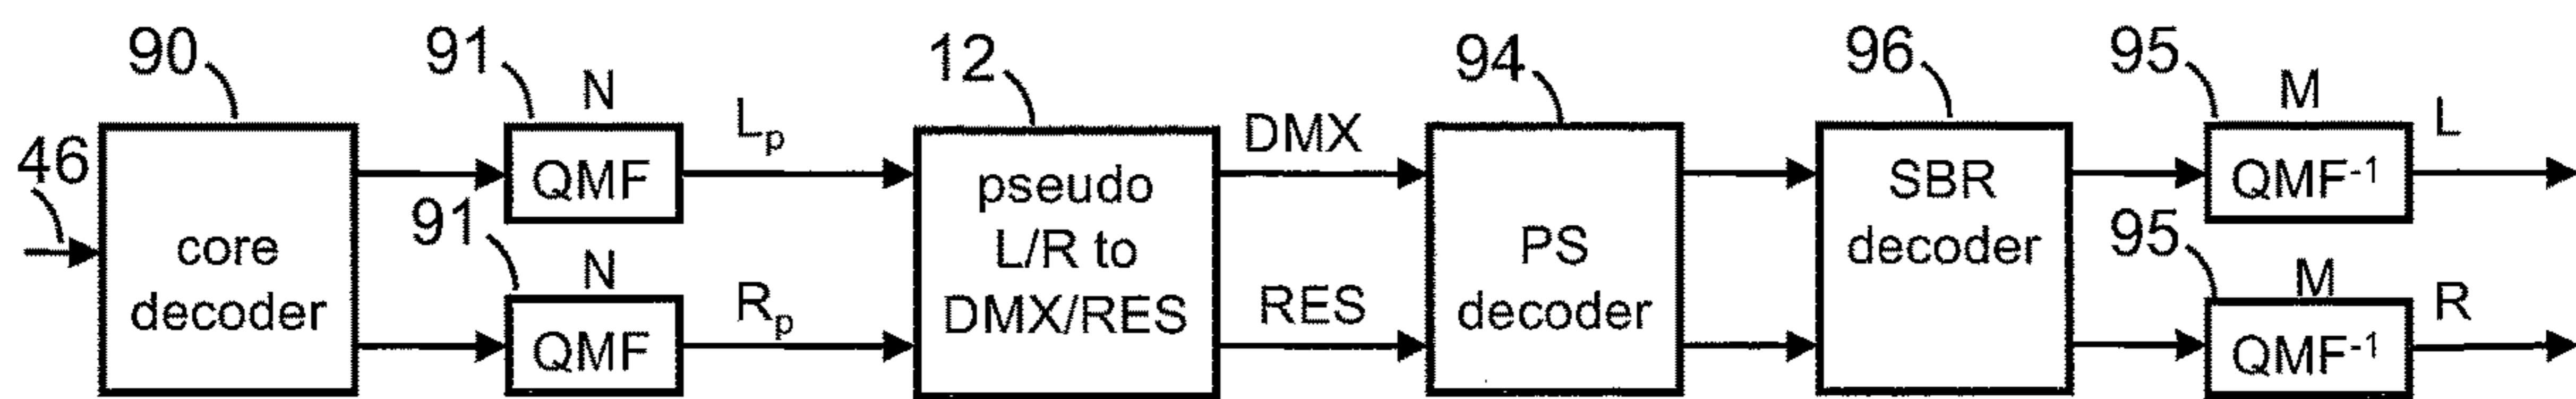 46
90
core
decoder
91
N
QMF
91
N
QMF
L_p
R_p
12
pseudo
L/R to
DMX/RES
DMX
RES
94
PS
decoder
96
SBR
decoder
95
M
QMF⁻¹
95
M
QMF⁻¹
L
R